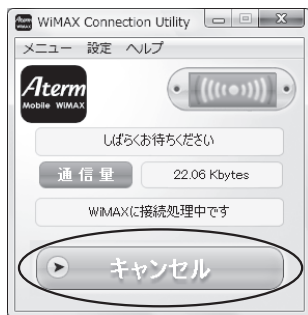 WiMAX Connection Utility
メニュー 設定 ヘルプ
Aterm
Mobile WiMAX
しばらくお待ちください
通信量 22.06 Kbytes
WiMAXに接続処理中です
キャンセル